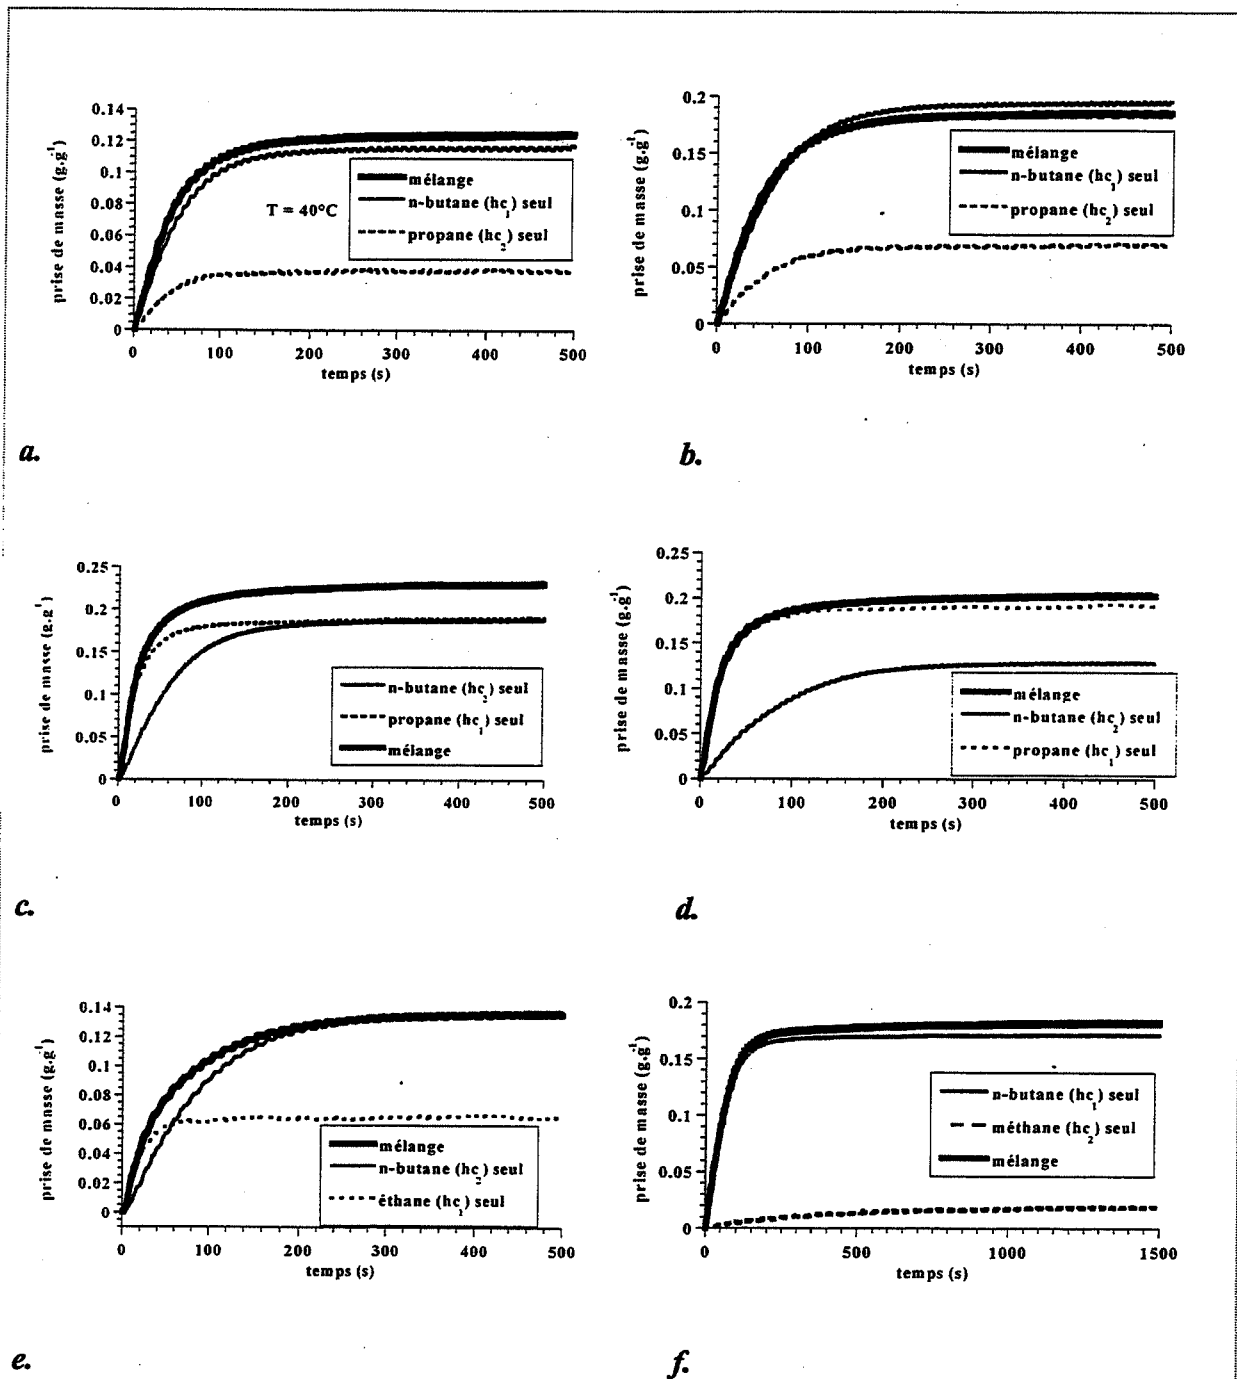 0.14
0.12
0.1
0.08
0.06
0.04
0.02
0
prise de masse (g.g⁻¹)
T = 40°C
mélange
n-butane (hc₁) seul
propane (hc₂) seul
0 100 200 300 400 500
temps (s)
a.
0.2
0.15
0.1
0.05
0
prise de masse (g.g⁻¹)
mélange
n-butane (hc₁) seul
propane (hc₂) seul
0 100 200 300 400 500
temps (s)
b.
0.25
0.2
0.15
0.1
0.05
0
prise de masse (g.g⁻¹)
n-butane (hc₂) seul
propane (hc₁) seul
mélange
0 100 200 300 400 500
temps (s)
c.
0.25
0.2
0.15
0.1
0.05
0
prise de masse (g.g⁻¹)
mélange
n-butane (hc₂) seul
propane (hc₁) seul
0 100 200 300 400 500
temps (s)
d.
0.14
0.12
0.1
0.08
0.06
0.04
0.02
0
prise de masse (g.g⁻¹)
mélange
n-butane (hc₂) seul
éthane (hc₁) seul
0 100 200 300 400 500
temps (s)
e.
0.2
0.15
0.1
0.05
0
prise de masse (g.g⁻¹)
n-butane (hc₁) seul
méthane (hc₂) seul
mélange
0 500 1000 1500
temps (s)
f.